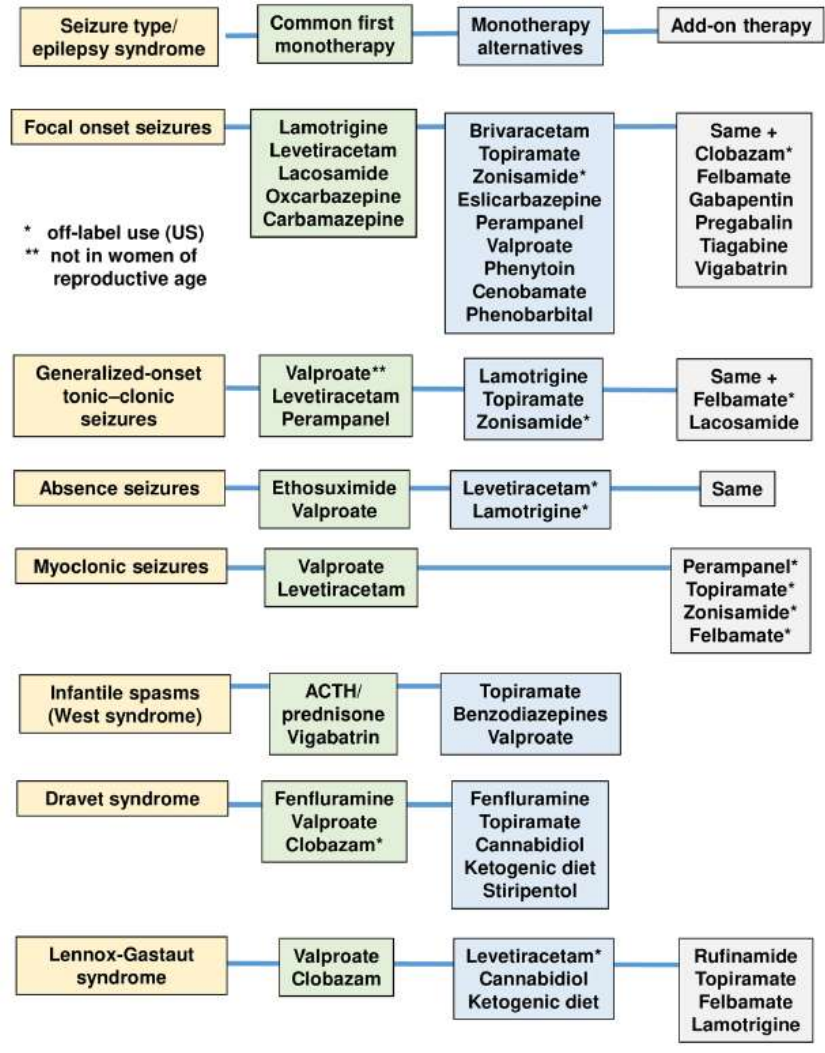 Seizure type/
epilepsy syndrome
Common first
monotherapy
Monotherapy
alternatives
Add-on therapy
Focal onset seizures
Lamotrigine
Levetiracetam
Lacosamide
Oxcarbazepine
Carbamazepine
Brivaracetam
Topiramate
Zonisamide*
Eslicarbazepine
Perampanel
Valproate
Phenytoin
Cenobamate
Phenobarbital
Same +
Clobazam*
Felbamate
Gabapentin
Pregabalin
Tiagabine
Vigabatrin
* off-label use (US)
** not in women of
reproductive age
Generalized-onset
tonic–clonic
seizures
Valproate**
Levetiracetam
Perampanel
Lamotrigine
Topiramate
Zonisamide*
Same +
Felbamate*
Lacosamide
Absence seizures
Ethosuximide
Valproate
Levetiracetam*
Lamotrigine*
Same
Myoclonic seizures
Valproate
Levetiracetam
Perampanel*
Topiramate*
Zonisamide*
Felbamate*
Infantile spasms
(West syndrome)
ACTH/
prednisone
Vigabatrin
Topiramate
Benzodiazepines
Valproate
Dravet syndrome
Fenfluramine
Valproate
Clobazam*
Fenfluramine
Topiramate
Cannabidiol
Ketogenic diet
Stiripentol
Lennox-Gastaut
syndrome
Valproate
Clobazam
Levetiracetam*
Cannabidiol
Ketogenic diet
Rufinamide
Topiramate
Felbamate
Lamotrigine